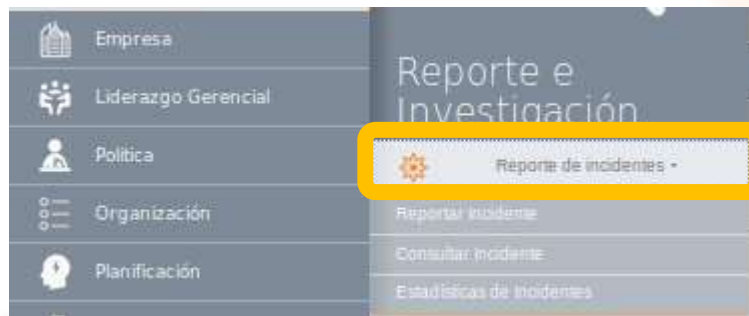 Empresa
Liderazgo Gerencial
Política
Organización
Planificación
Reporte e
Investigación
Reporte de incidentes
Reportar Incidente
Consultar Incidente
Estadísticas de Incidentes